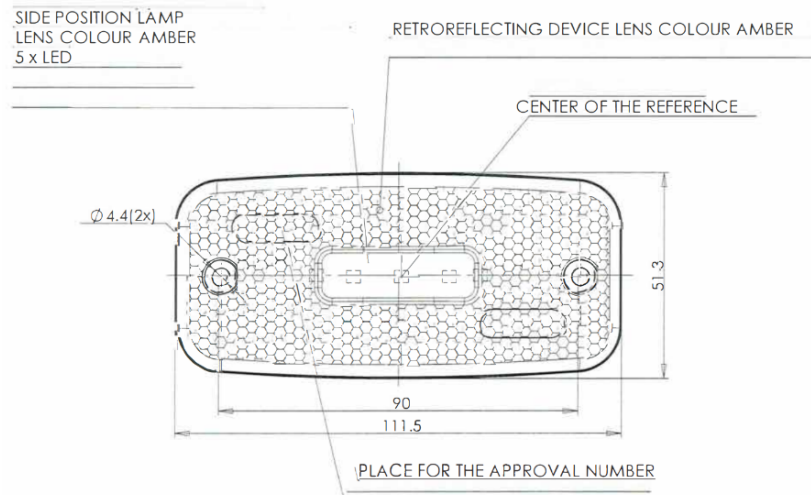 SIDE POSITION LAMP
LENS COLOUR AMBER
5 x LED
RETROREFLECTING DEVICE LENS COLOUR AMBER
CENTER OF THE REFERENCE
Ø 4.4(2x)
51.3
90
111.5
PLACE FOR THE APPROVAL NUMBER